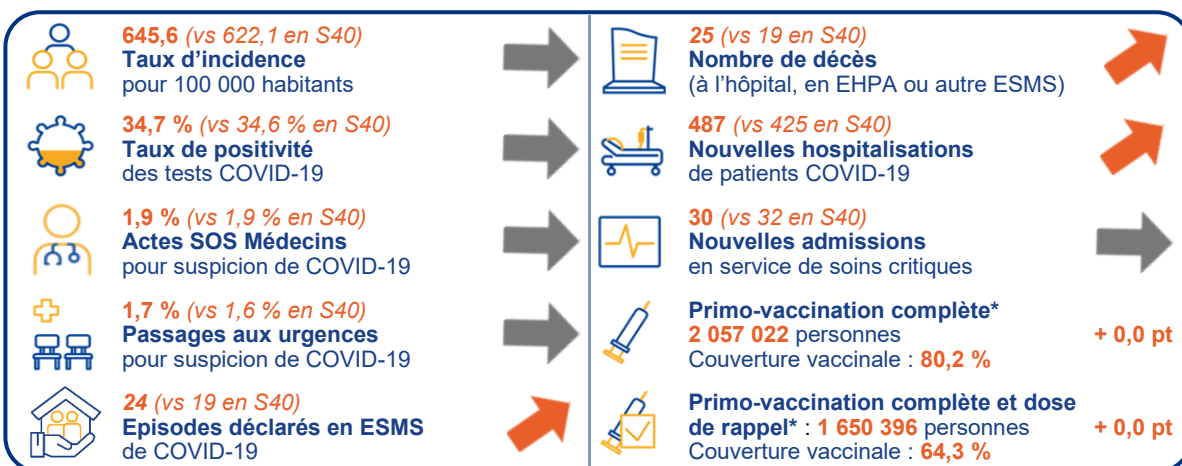 645,6 (vs 622,1 en S40)
Taux d'incidence
pour 100 000 habitants
34,7 % (vs 34,6 % en S40)
Taux de positivité
des tests COVID-19
1,9 % (vs 1,9 % en S40)
Actes SOS Médecins
pour suspicion de COVID-19
1,7 % (vs 1,6 % en S40)
Passages aux urgences
pour suspicion de COVID-19
24 (vs 19 en S40)
Episodes déclarés en ESMS
de COVID-19
25 (vs 19 en S40)
Nombre de décès
(à l'hôpital, en EHPA ou autre ESMS)
487 (vs 425 en S40)
Nouvelles hospitalisations
de patients COVID-19
30 (vs 32 en S40)
Nouvelles admissions
en service de soins critiques
Primo-vaccination complète*
2 057 022 personnes + 0,0 pt
Couverture vaccinale : 80,2 %
Primo-vaccination complète et dose
de rappel* : 1 650 396 personnes + 0,0 pt
Couverture vaccinale : 64,3 %